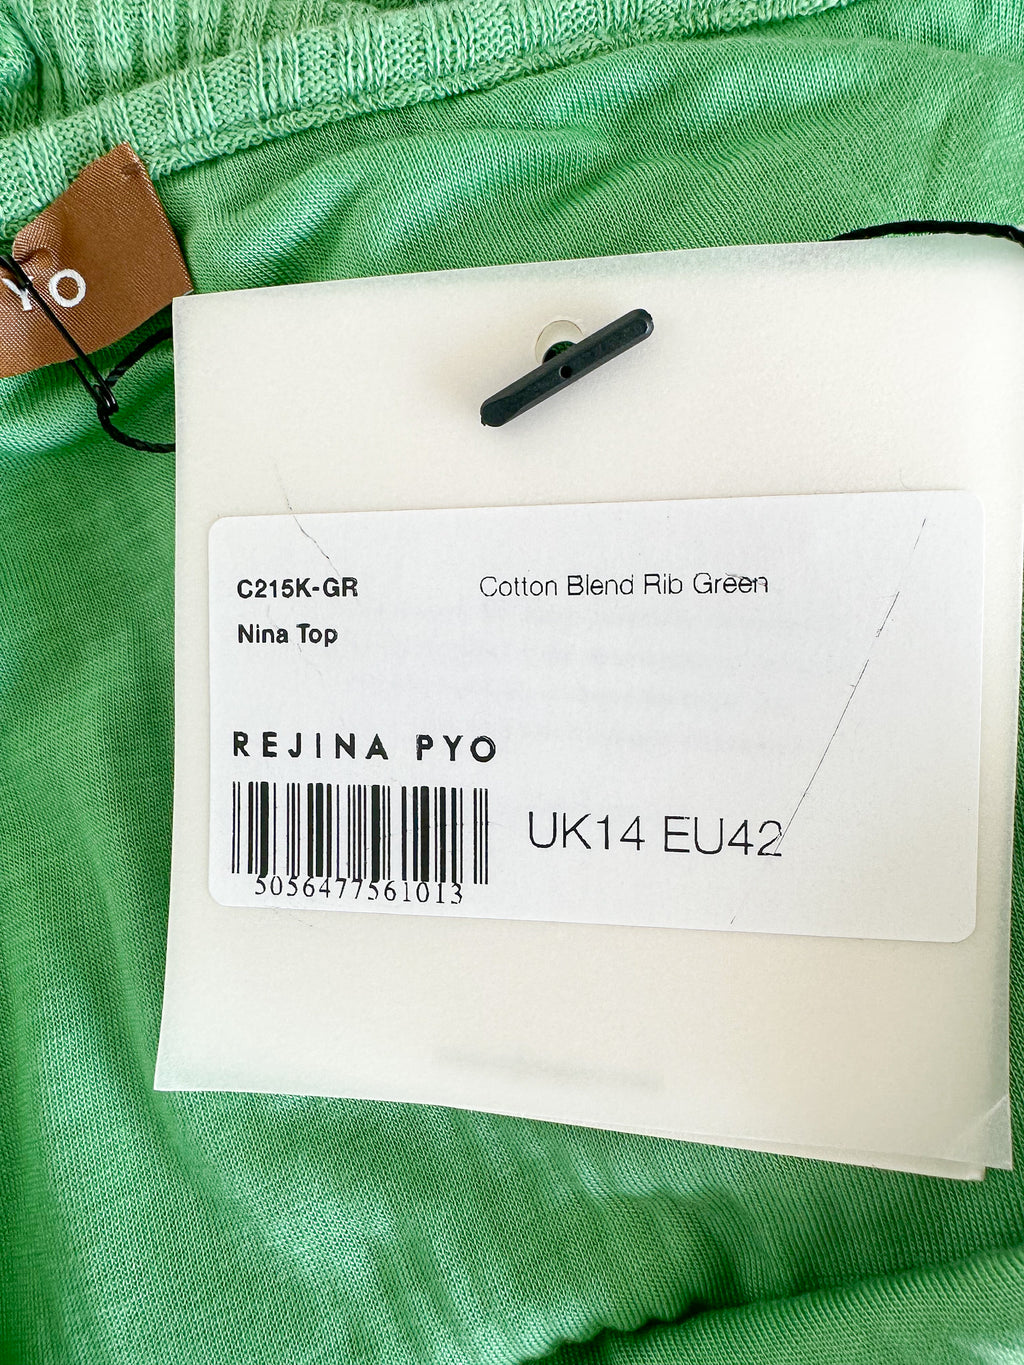 YO
C215K-GR
Cotton Blend Rib Green
Nina Top
REJINA PYO
5056477561013
UK14 EU42